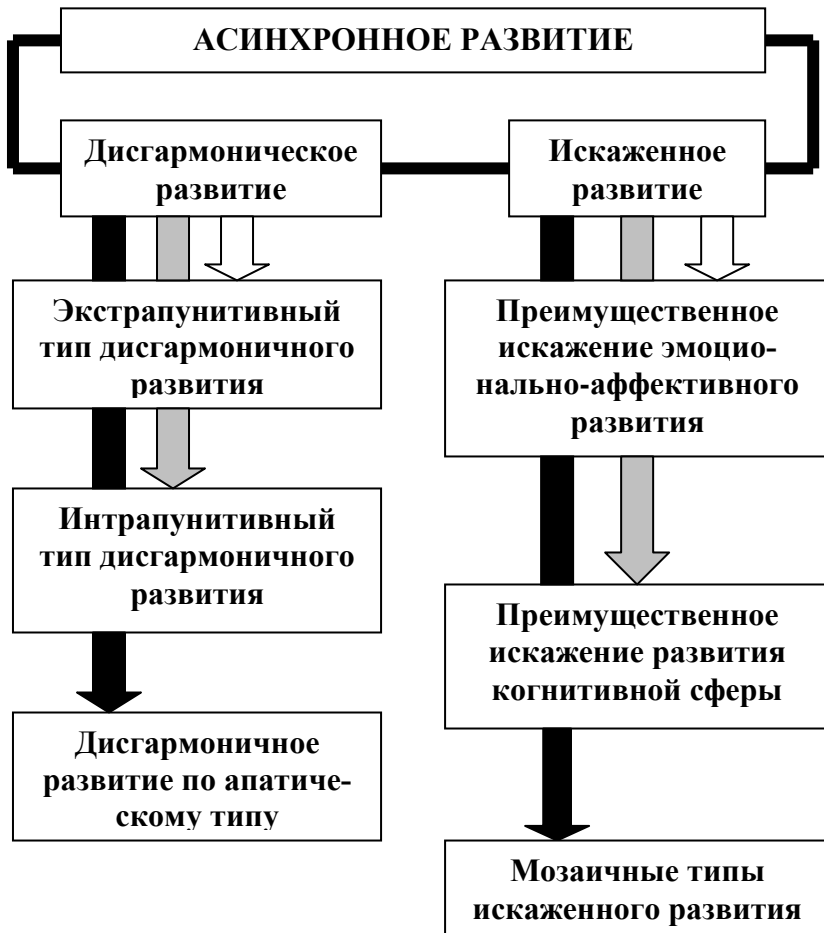 АСИНХРОННОЕ РАЗВИТИЕ
Дисгармоническое
развитие
Искаженное
развитие
Экстрапунитивный
тип дисгармоничного
развития
Преимущественное
искажение эмоцио-
нально-аффективного
развития
Интрапунитивный
тип дисгармоничного
развития
Преимущественное
искажение развития
когнитивной сферы
Дисгармоничное
развитие по апатиче-
скому типу
Мозаичные типы
искаженного развития